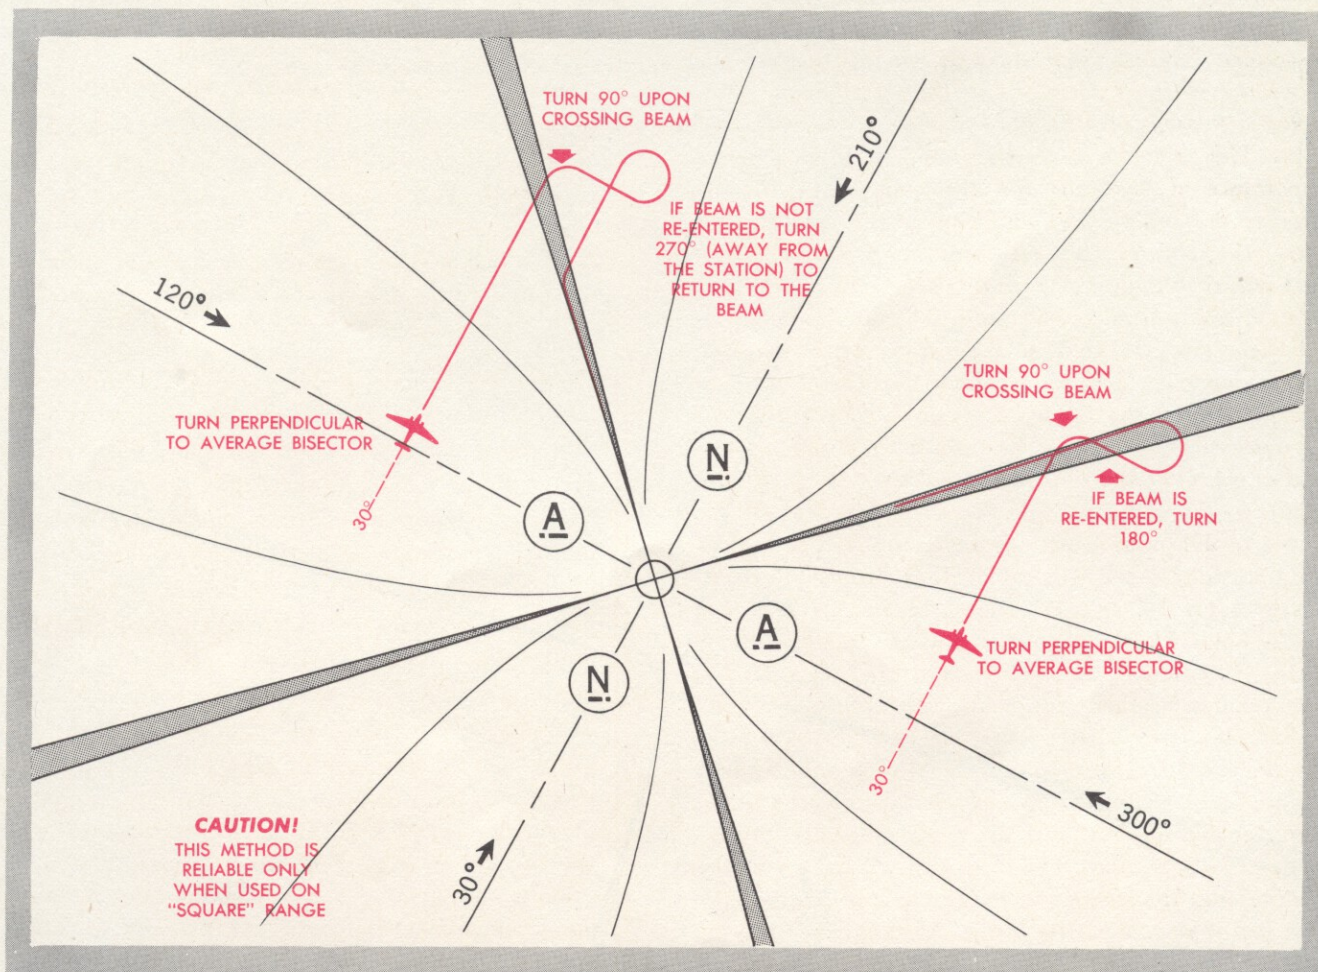 TURN 90° UPON
CROSSING BEAM
210°
IF BEAM IS NOT
RE-ENTERED, TURN
270° (AWAY FROM
THE STATION) TO
RETURN TO THE
BEAM
120°
TURN PERPENDICULAR
TO AVERAGE BISECTOR
30°
TURN 90° UPON
CROSSING BEAM
N
A
IF BEAM IS
RE-ENTERED, TURN
180°
A
N
TURN PERPENDICULAR
TO AVERAGE BISECTOR
30°
300°
CAUTION!
THIS METHOD IS
RELIABLE ONLY
WHEN USED ON
"SQUARE" RANGE
30°